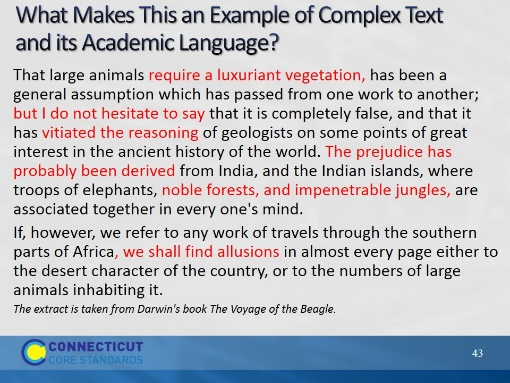 What Makes This an Example of Complex Text
and its Academic Language?
That large animals require a luxuriant vegetation, has been a
general assumption which has passed from one work to another;
but I do not hesitate to say that it is completely false, and that it
has vitiated the reasoning of geologists on some points of great
interest in the ancient history of the world. The prejudice has
probably been derived from India, and the Indian islands, where
troops of elephants, noble forests, and impenetrable jungles, are
associated together in every one's mind.
If, however, we refer to any work of travels through the southern
parts of Africa, we shall find allusions in almost every page either to
the desert character of the country, or to the numbers of large
animals inhabiting it.
The extract is taken from Darwin's book The Voyage of the Beagle.
CONNECTICUT
CORE STANDARDS
43